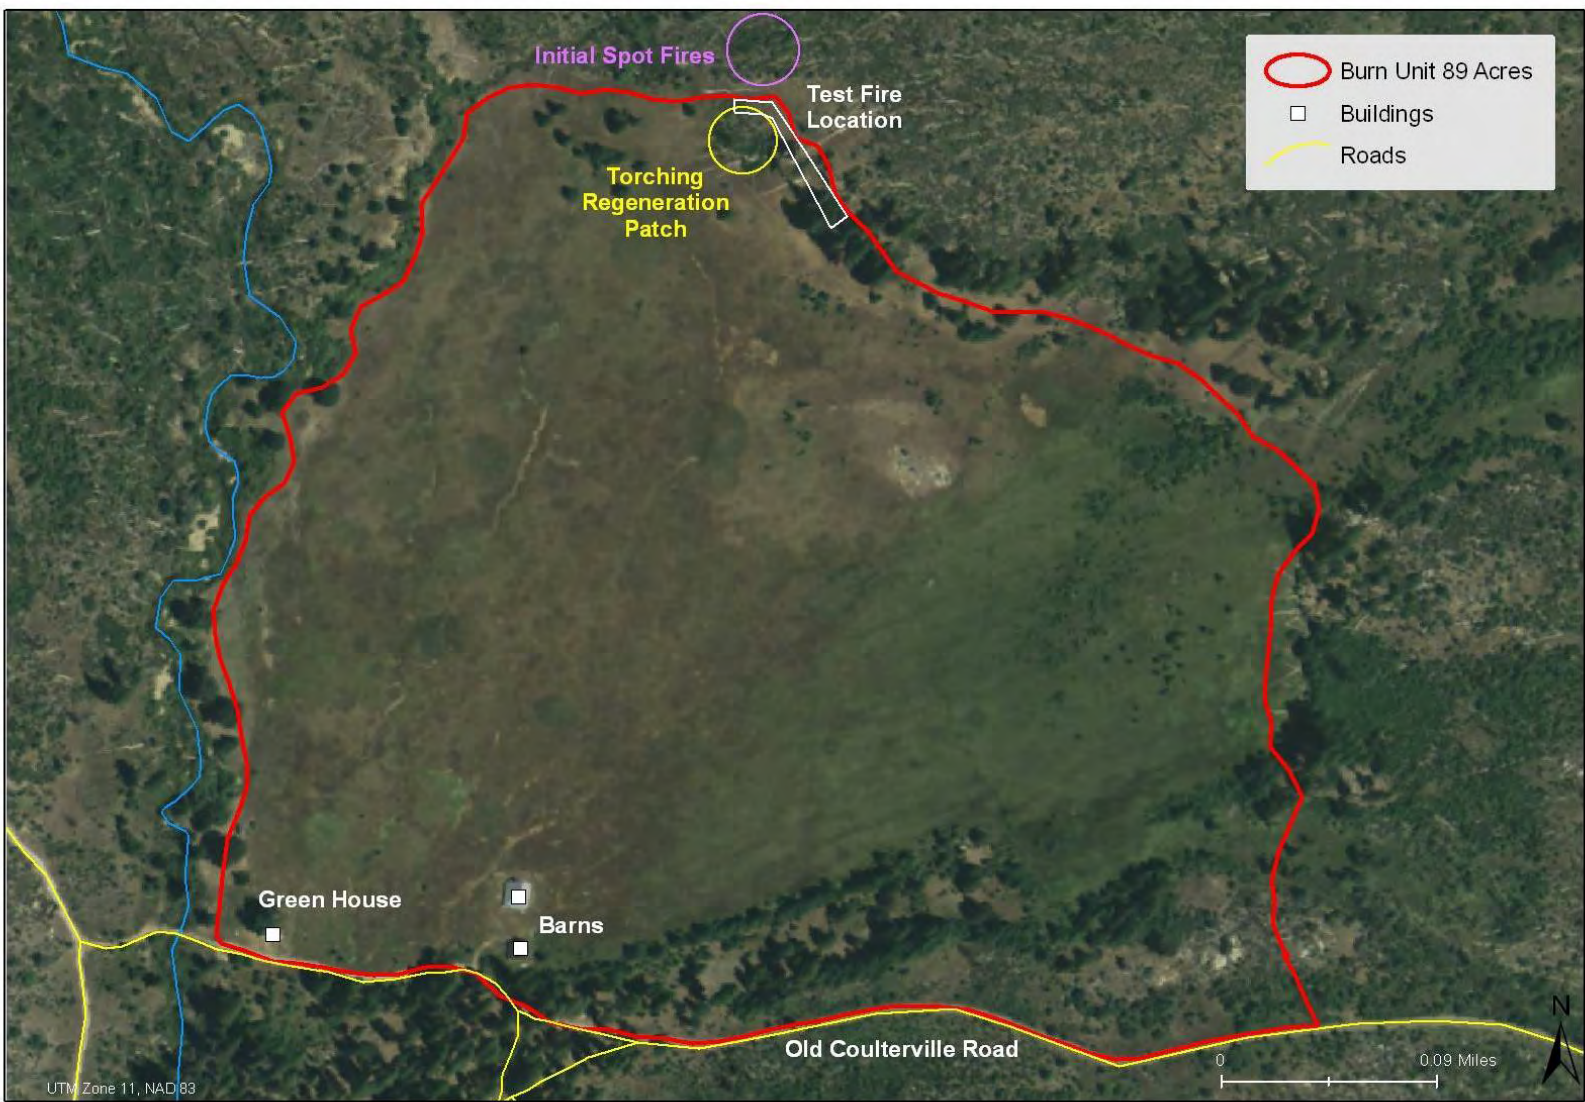 Initial Spot Fires
Test Fire
Location
Torching
Regeneration
Patch
Burn Unit 89 Acres
Buildings
Roads
Green House
Barns
Old Coulterville Road
0
0.09 Miles
N
UTM Zone 11, NAD 83